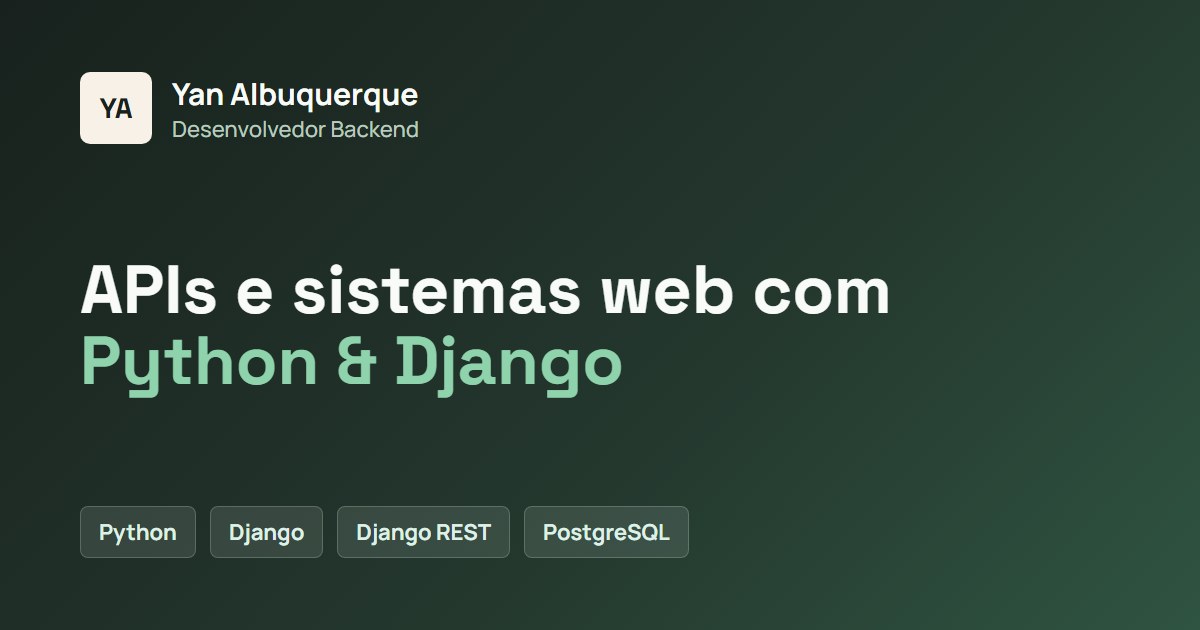 YA
Yan Albuquerque
Desenvolvedor Backend
APIs e sistemas web com
Python & Django
Python
Django
Django REST
PostgreSQL